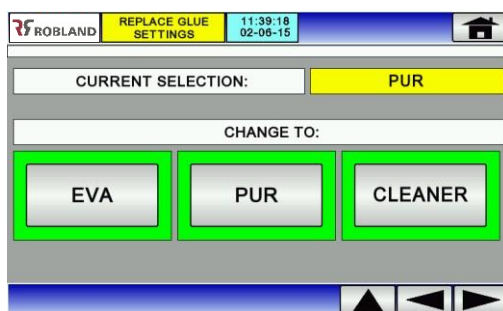 ROBLAND
REPLACE GLUE
SETTINGS
11:39:18
02-06-15
CURRENT SELECTION:
PUR
CHANGE TO:
EVA
PUR
CLEANER